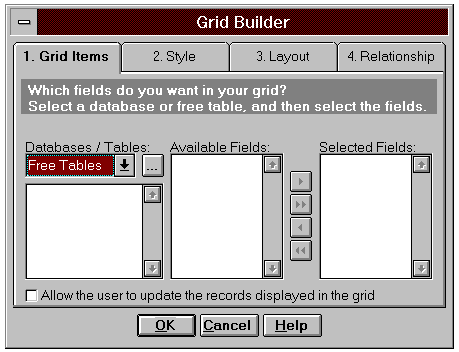 Grid Builder
1. Grid Items
2. Style
3. Layout
4. Relationship
Which fields do you want in your grid?
Select a database or free table, and then select the fields.
Databases / Tables:
Available Fields:
Selected Fields:
Free Tables
...
Allow the user to update the records displayed in the grid
OK
Cancel
Help